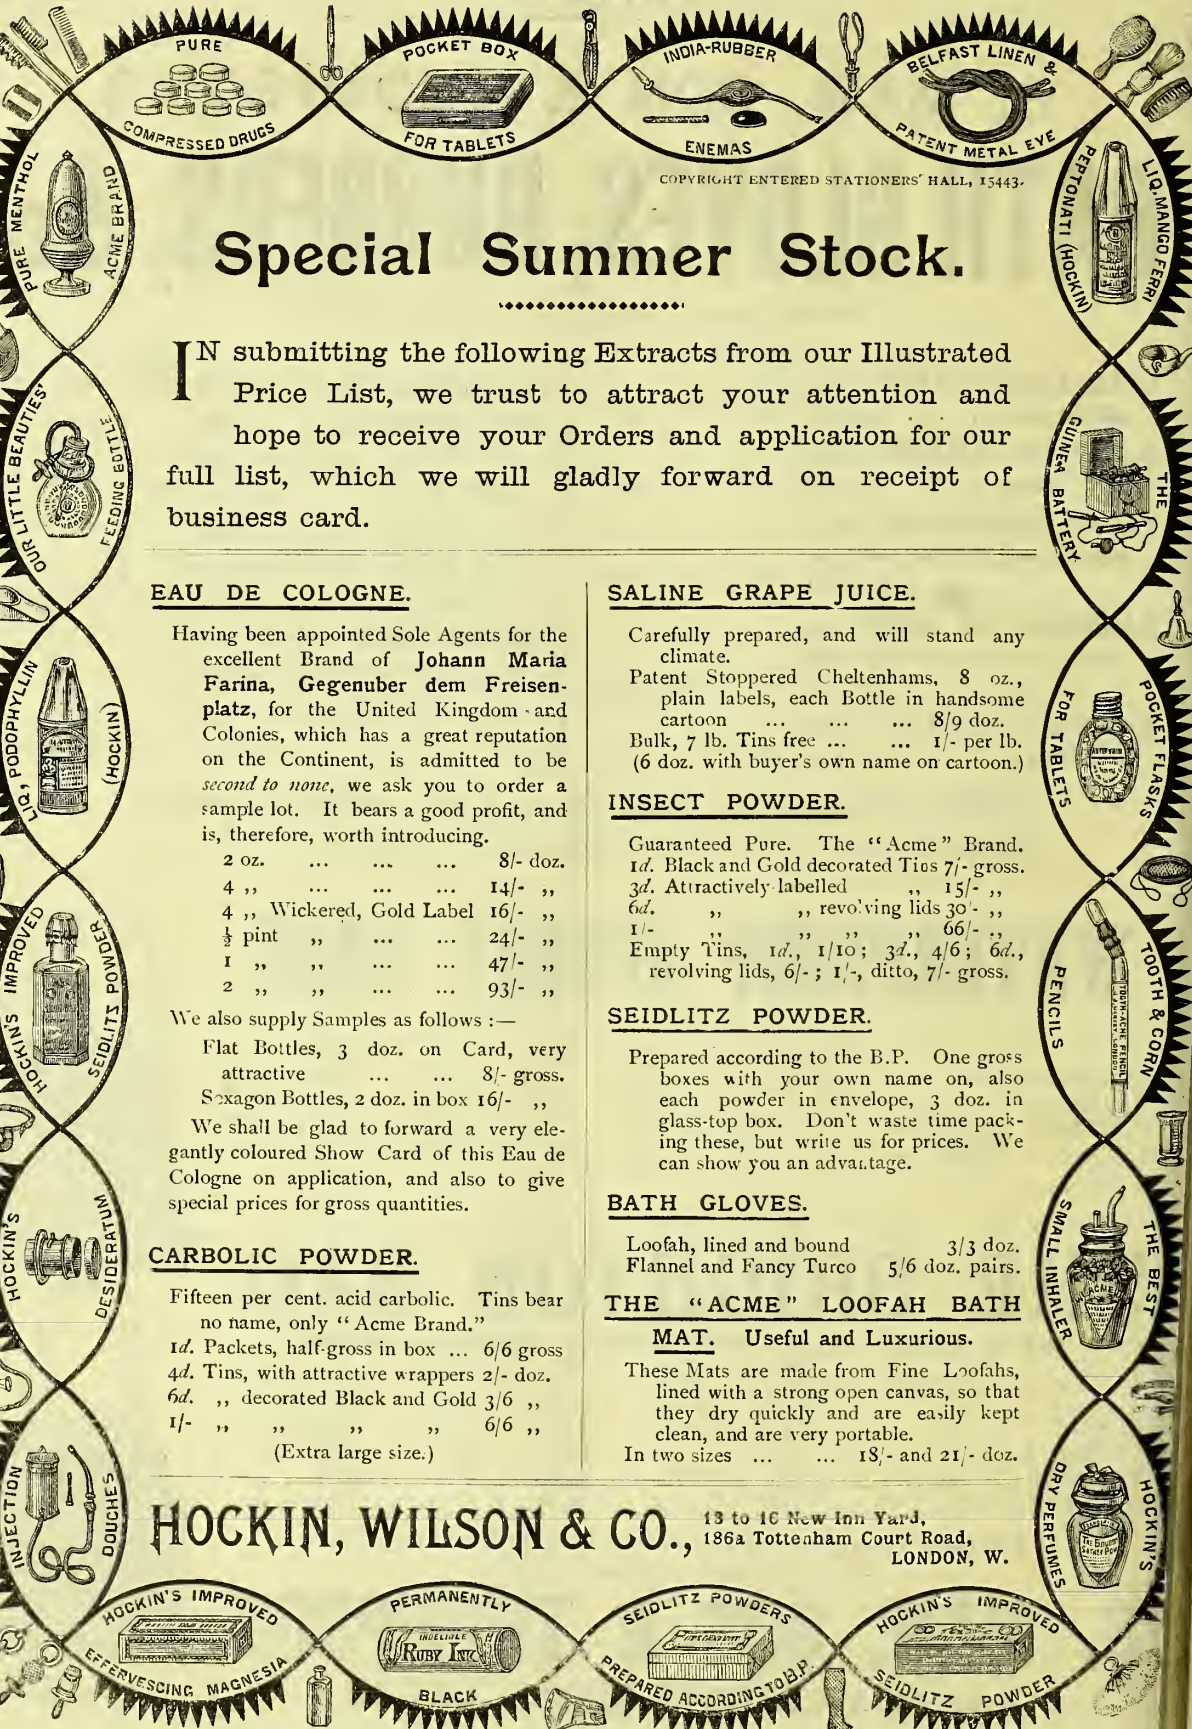 PURE
COMPRESSED DRUGS
POCKET BOX
FOR TABLETS
INDIA-RUBBER
ENEMAS
BELFAST LINEN &
PATENT METAL EYE
COPYRIGHT ENTERED STATIONERS' HALL, 15443.
PURE MENTHOL
ACME BRAND
PEPTONATI (HOCKIN)
LIQ. MANGO FERRI
Special Summer Stock.
IN submitting the following Extracts from our Illustrated
Price List, we trust to attract your attention and
hope to receive your Orders and application for our
full list, which we will gladly forward on receipt of
business card.
OUR LITTLE BEAUTIES'
FEEDING BOTTLE
THE
GUINEA BATTERY
EAU DE COLOGNE.
Having been appointed Sole Agents for the
excellent Brand of Johann Maria
Farina, Gegenuber dem Freisen-
platz, for the United Kingdom and
Colonies, which has a great reputation
on the Continent, is admitted to be
second to none, we ask you to order a
sample lot. It bears a good profit, and
is, therefore, worth introducing.
2 oz. ... ... ... 8/- doz.
4 ,, ... ... ... 14/- ,,
4 ,, Wickered, Gold Label 16/- ,,
½ pint ,, ... ... 24/- ,,
1 ,, ,, ... ... 47/- ,,
2 ,, ,, ... ... 93/- ,,
We also supply Samples as follows :—
Flat Bottles, 3 doz. on Card, very
attractive ... ... 8/- gross.
Sexagon Bottles, 2 doz. in box 16/- ,,
We shall be glad to forward a very ele-
gantly coloured Show Card of this Eau de
Cologne on application, and also to give
special prices for gross quantities.
CARBOLIC POWDER.
Fifteen per cent. acid carbolic. Tins bear
no name, only "Acme Brand."
1d. Packets, half-gross in box ... 6/6 gross
4d. Tins, with attractive wrappers 2/- doz.
6d. ,, decorated Black and Gold 3/6 ,,
1/- ,, ,, ,, ,, 6/6 ,,
(Extra large size.)
SALINE GRAPE JUICE.
Carefully prepared, and will stand any
climate.
Patent Stoppered Cheltenhams, 8 oz.,
plain labels, each Bottle in handsome
cartoon ... ... ... 8/9 doz.
Bulk, 7 lb. Tins free ... ... 1/- per lb.
(6 doz. with buyer's own name on cartoon.)
INSECT POWDER.
Guaranteed Pure. The "Acme" Brand.
1d. Black and Gold decorated Tins 7/- gross.
3d. Attractively labelled ,, 15/- ,,
6d. ,, ,, revolving lids 30/- ,,
1/- ,, ,, ,, ,, 66/- ,,
Empty Tins, 1d., 1/10; 3d., 4/6; 6d.,
revolving lids, 6/-; 1/-, ditto, 7/- gross.
SEIDLITZ POWDER.
Prepared according to the B.P. One gross
boxes with your own name on, also
each powder in envelope, 3 doz. in
glass-top box. Don't waste time pack-
ing these, but write us for prices. We
can show you an advantage.
BATH GLOVES.
Loofah, lined and bound 3/3 doz.
Flannel and Fancy Turco 5/6 doz. pairs.
THE "ACME" LOOFAH BATH
MAT. Useful and Luxurious.
These Mats are made from Fine Loofahs,
lined with a strong open canvas, so that
they dry quickly and are easily kept
clean, and are very portable.
In two sizes ... ... 18/- and 21/- doz.
LIQ. PODOPHYLLIN
(HOCKIN)
POCKET FLASKS
FOR TABLETS
HOCKIN'S IMPROVED
SEIDLITZ POWDER
TOOTH & CORN
PENCILS
TOOTH-ACHE PENCIL
HOCKIN'S
DESIDERATUM
THE BEST
SMALL INHALER
ACME
INJECTION
DOUCHES
HOCKIN'S
DRY PERFUMES
HOCKIN, WILSON & CO.,
13 to 16 New Inn Yard,
186a Tottenham Court Road,
LONDON, W.
HOCKIN'S IMPROVED
EFFERVESCING MAGNESIA
PERMANENTLY
INDELIBLE
RUBY INK
BLACK
SEIDLITZ POWDERS
PREPARED ACCORDING TO B.P.
HOCKIN'S IMPROVED
SEIDLITZ POWDER